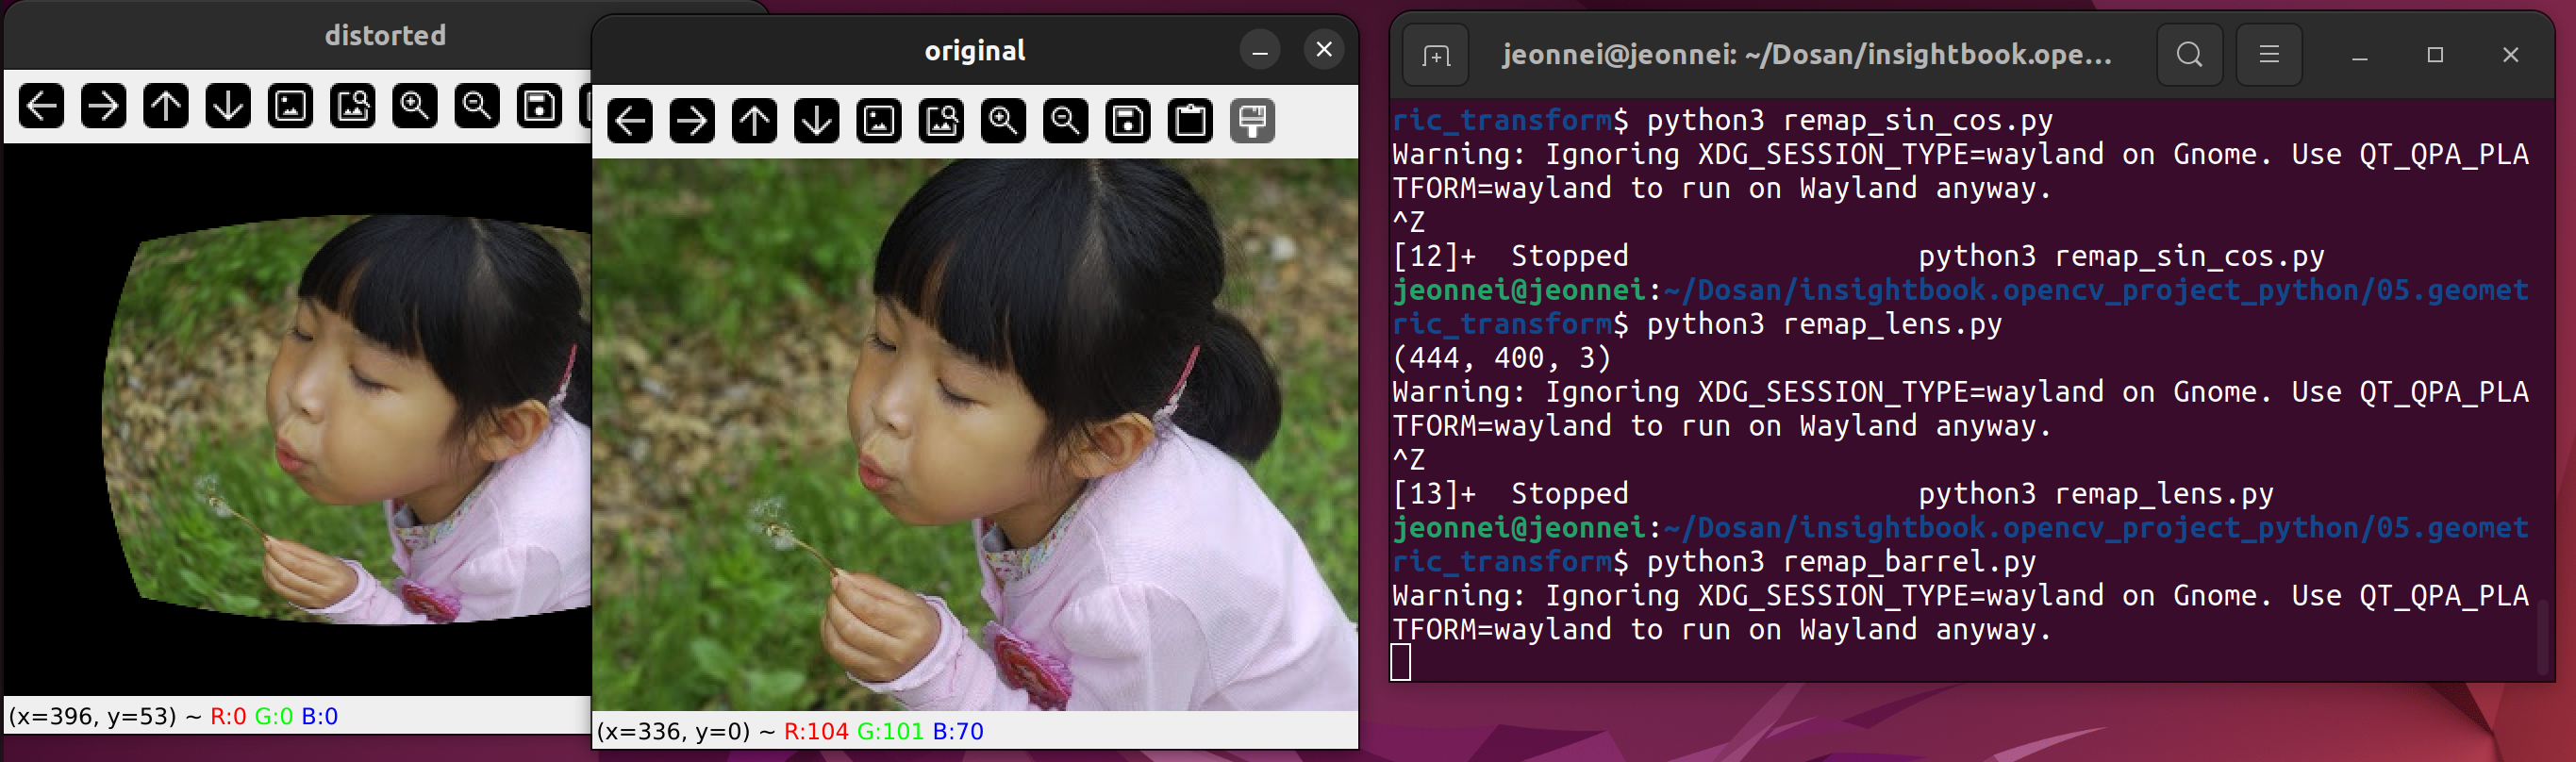 distorted
(x=396, y=53) ~ R:0 G:0 B:0
original
(x=336, y=0) ~ R:104 G:101 B:70
jeonnei@jeonnei: ~/Dosan/insightbook.ope...
ric_transform$ python3 remap_sin_cos.py
Warning: Ignoring XDG_SESSION_TYPE=wayland on Gnome. Use QT_QPA_PLA
TFORM=wayland to run on Wayland anyway.
^Z
[12]+  Stopped                 python3 remap_sin_cos.py
jeonnei@jeonnei:~/Dosan/insightbook.opencv_project_python/05.geomet
ric_transform$ python3 remap_lens.py
(444, 400, 3)
Warning: Ignoring XDG_SESSION_TYPE=wayland on Gnome. Use QT_QPA_PLA
TFORM=wayland to run on Wayland anyway.
^Z
[13]+  Stopped                 python3 remap_lens.py
jeonnei@jeonnei:~/Dosan/insightbook.opencv_project_python/05.geomet
ric_transform$ python3 remap_barrel.py
Warning: Ignoring XDG_SESSION_TYPE=wayland on Gnome. Use QT_QPA_PLA
TFORM=wayland to run on Wayland anyway.